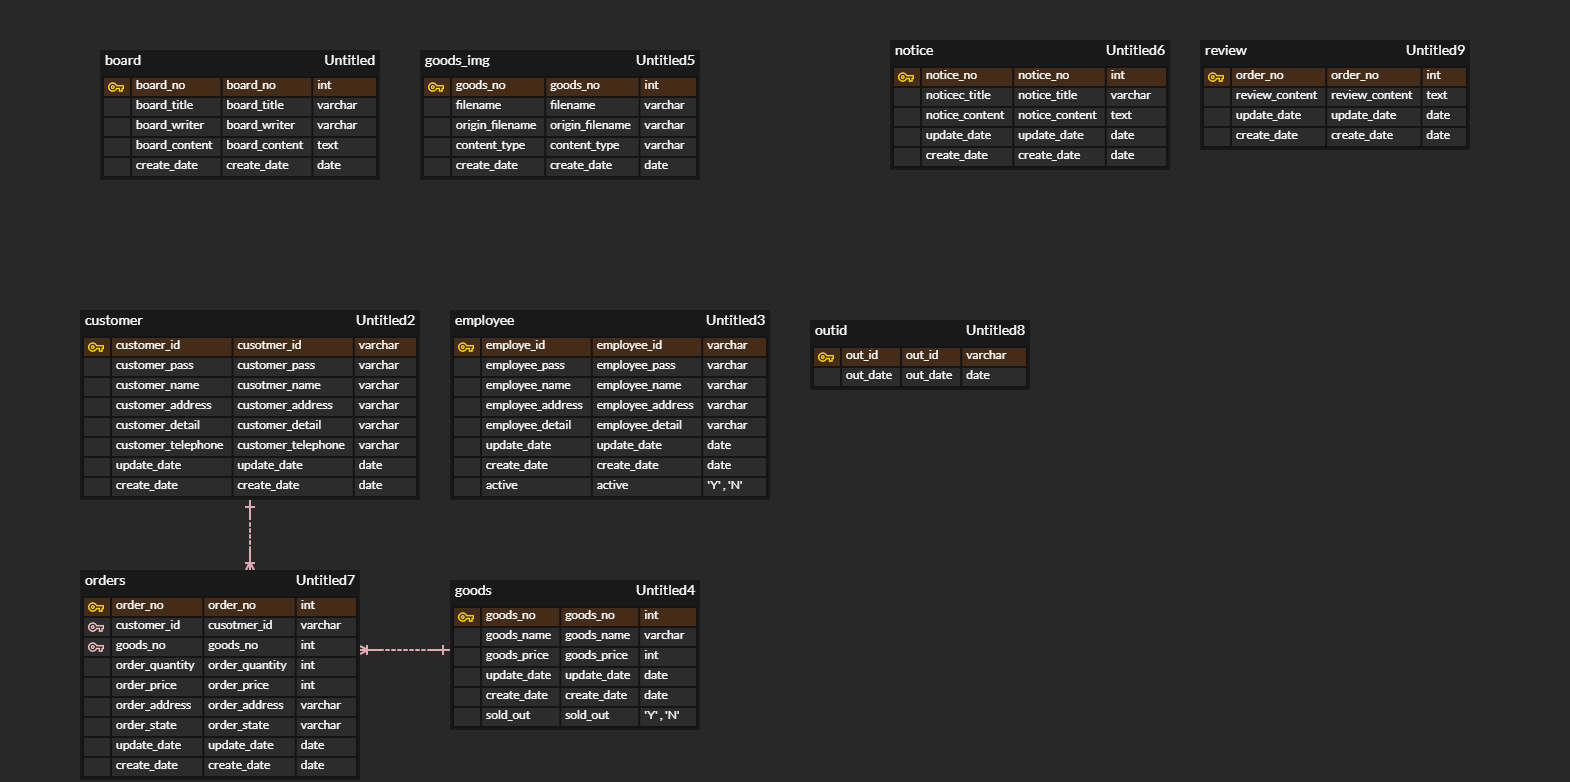 board Untitled
board_no board_no int
board_title board_title varchar
board_writer board_writer varchar
board_content board_content text
create_date create_date date
goods_img Untitled5
goods_no goods_no int
filename filename varchar
origin_filename origin_filename varchar
content_type content_type varchar
create_date create_date date
notice Untitled6
notice_no notice_no int
noticec_title notice_title varchar
notice_content notice_content text
update_date update_date date
create_date create_date date
review Untitled9
order_no order_no int
review_content review_content text
update_date update_date date
create_date create_date date
customer Untitled2
customer_id cusotmer_id varchar
customer_pass customer_pass varchar
customer_name cusotmer_name varchar
customer_address customer_address varchar
customer_detail customer_detail varchar
customer_telephone customer_telephone varchar
update_date update_date date
create_date create_date date
employee Untitled3
employe_id employee_id varchar
employee_pass employee_pass varchar
employee_name employee_name varchar
employee_address employee_address varchar
employee_detail employee_detail varchar
update_date update_date date
create_date create_date date
active active 'Y' , 'N'
outid Untitled8
out_id out_id varchar
out_date out_date date
orders Untitled7
order_no order_no int
customer_id cusotmer_id varchar
goods_no goods_no int
order_quantity order_quantity int
order_price order_price int
order_address order_address varchar
order_state order_state varchar
update_date update_date date
create_date create_date date
goods Untitled4
goods_no goods_no int
goods_name goods_name varchar
goods_price goods_price int
update_date update_date date
create_date create_date date
sold_out sold_out 'Y' , 'N'